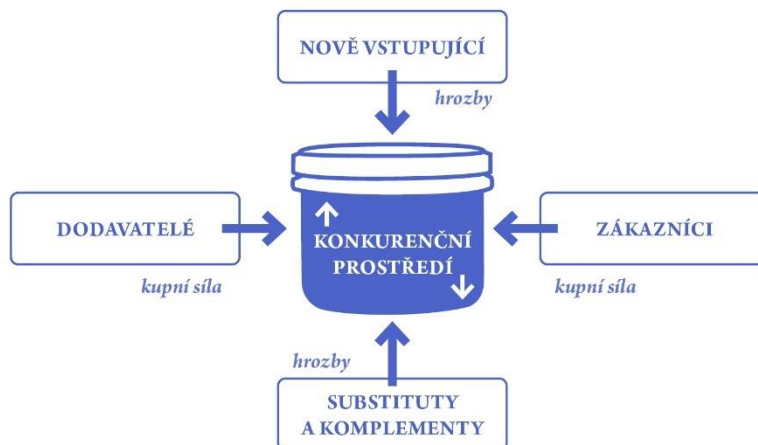 NOVĚ VSTUPUJÍCÍ
hrozby
DODAVATELÉ
kupní síla
KONKURENČNÍ
PROSTŘEDÍ
ZÁKAZNÍCI
kupní síla
hrozby
SUBSTITUTY
A KOMPLEMENTY